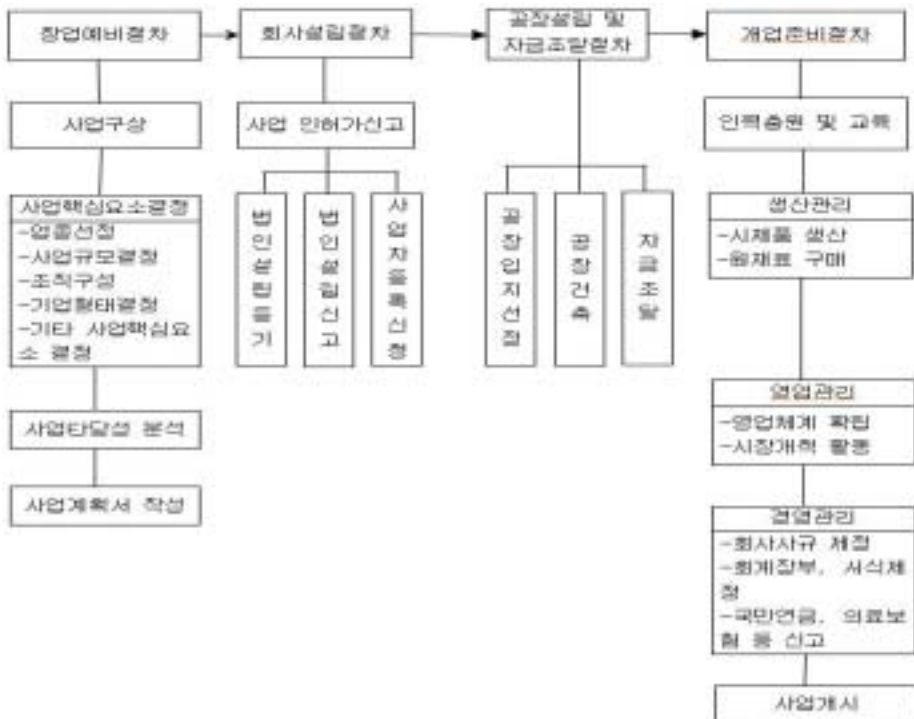 창업예비절차
회사설립절차
공장설립 및
자금조달절차
개업준비절차
사업구상
사업핵심요소결정
-업종선정
-사업규모결정
-조직구성
-기업형태결정
-기타 사업핵심요
소 결정
사업타당성 분석
사업계획서 작성
사업 인허가신고
법인설립등기
법인설립신고
사업자등록신청
공장입지선정
공장건축
자금조달
인력충원 및 교육
생산관리
-시제품 생산
-원재료 구매
영업관리
-영업체계 확립
-시장개척 활동
경영관리
-회사사규 제정
-회계장부, 서식제
정
-국민연금, 의료보
험 등 신고
사업개시